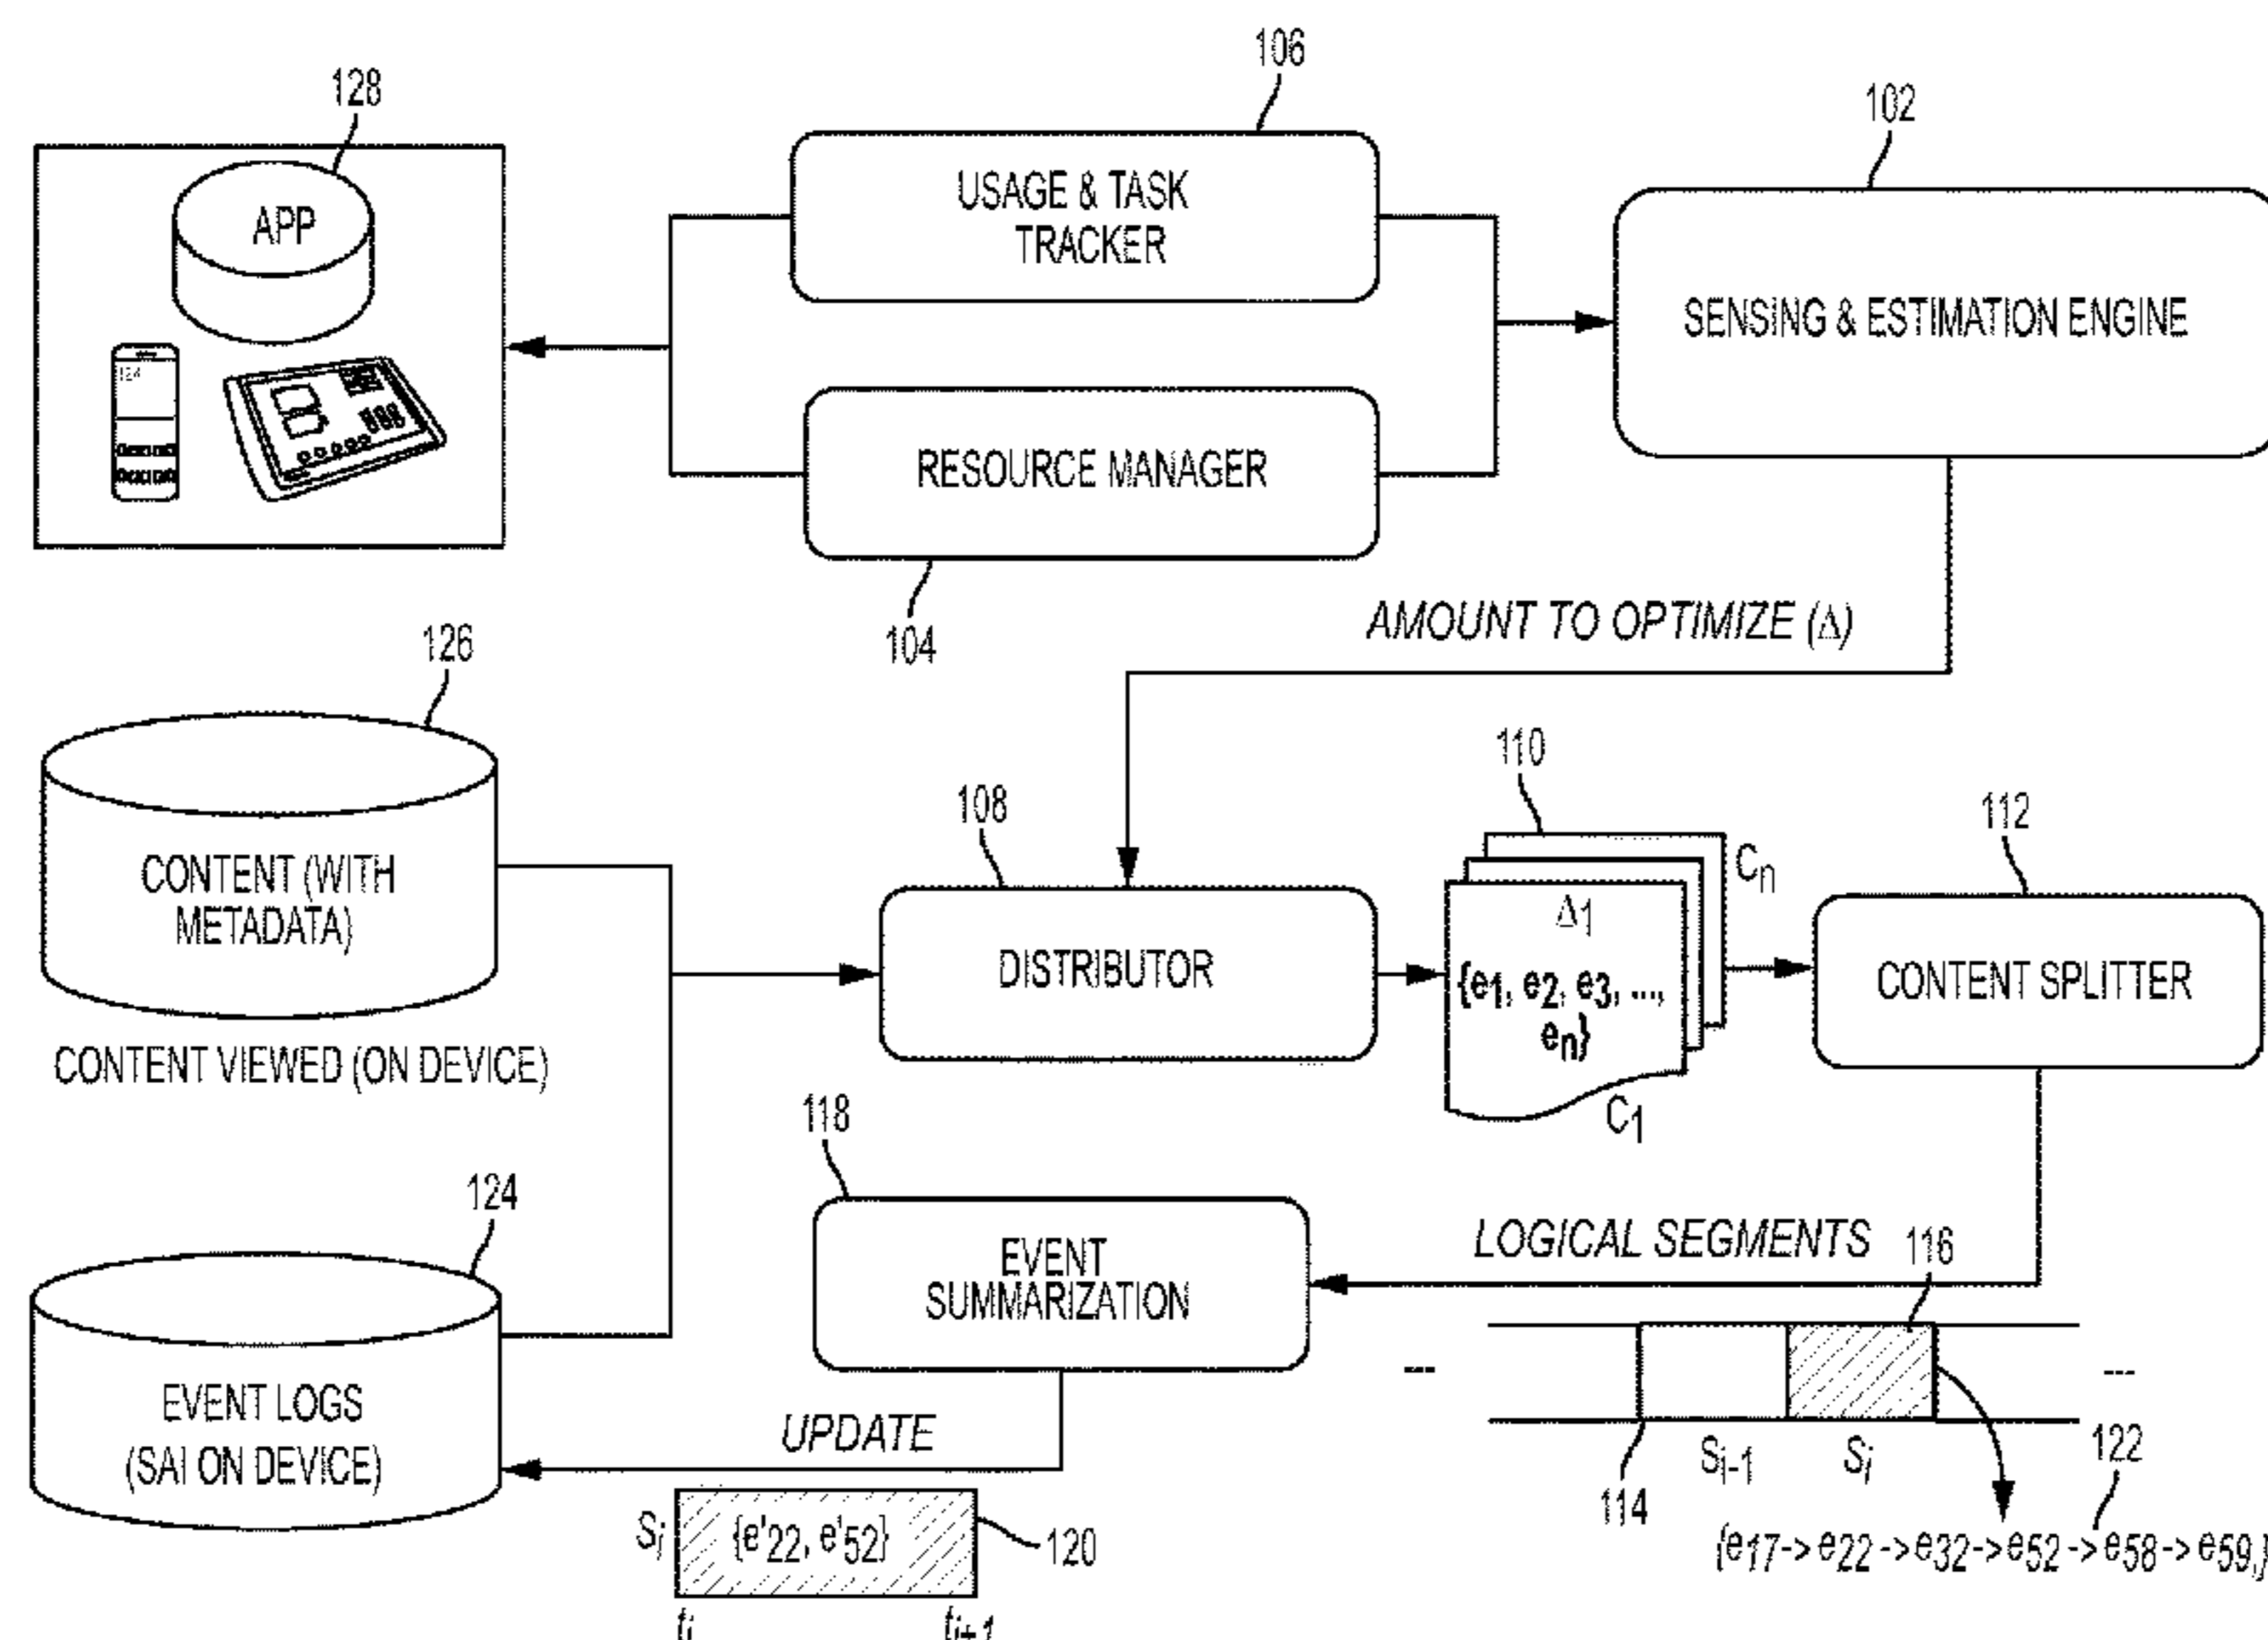 106
128
102
USAGE & TASK
TRACKER
APP
SENSING & ESTIMATION ENGINE
124
RESOURCE MANAGER
104
AMOUNT TO OPTIMIZE (Δ)
126
110
108
112
Cn
CONTENT (WITH
METADATA)
Δ1
DISTRIBUTOR
{e1, e2, e3, ...,
en}
CONTENT SPLITTER
CONTENT VIEWED (ON DEVICE)
C1
118
124
LOGICAL SEGMENTS
116
EVENT
SUMMARIZATION
---
---
EVENT LOGS
(SAI ON DEVICE)
UPDATE
Si-1
Si
122
114
Si
{e'22, e'52}
120
{e17->e22->e32->e52->e58->e59,}
ti
ti+1